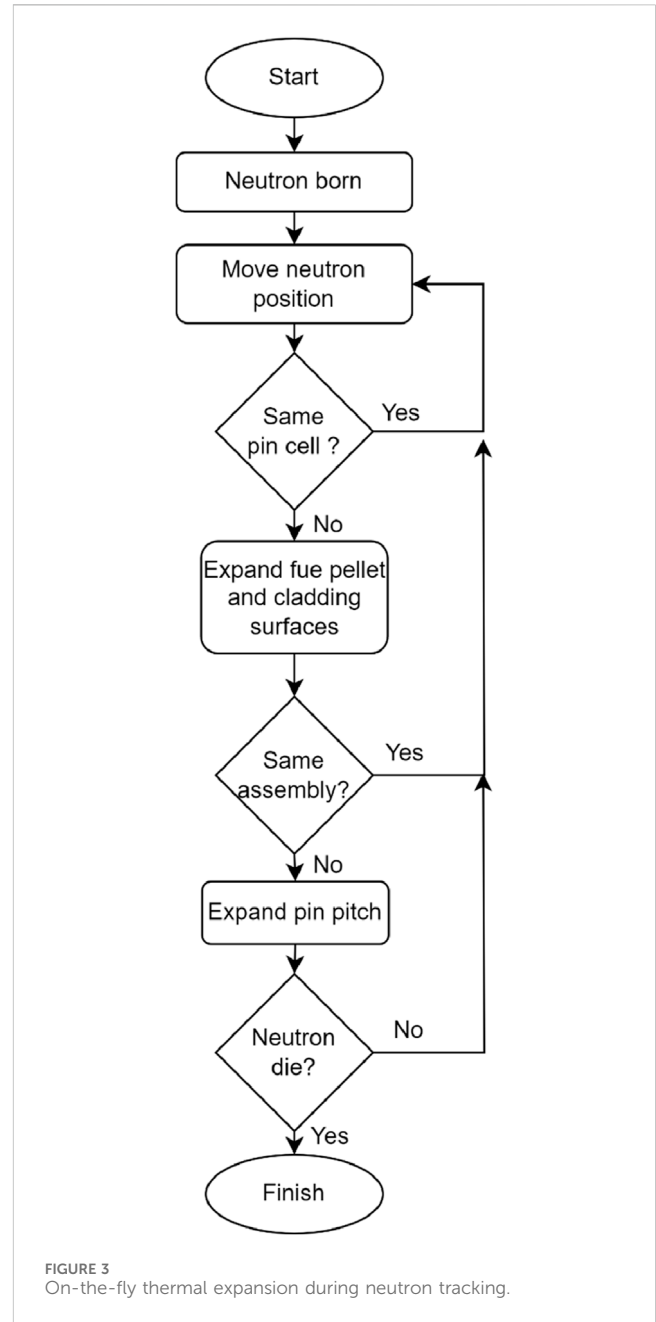 Start
Neutron born
Move neutron
position
Same
pin cell ?
Yes
No
Expand fue pellet
and cladding
surfaces
Same
assembly?
Yes
No
Expand pin pitch
Neutron
die?
No
Yes
Finish
FIGURE 3
On-the-fly thermal expansion during neutron tracking.